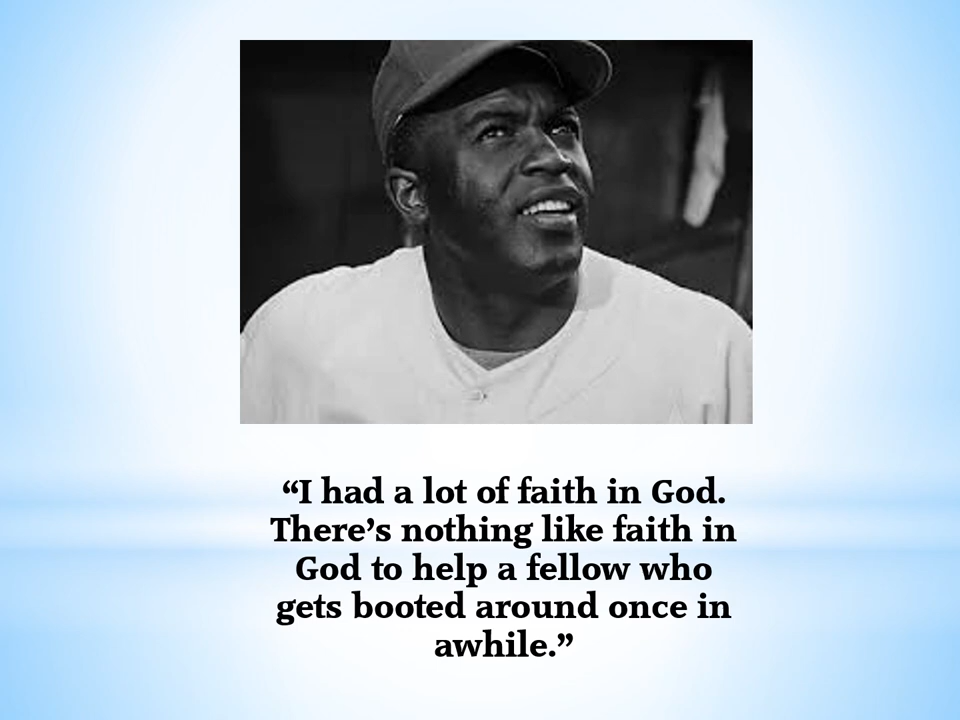 “I had a lot of faith in God.
There’s nothing like faith in
God to help a fellow who
gets booted around once in
awhile.”